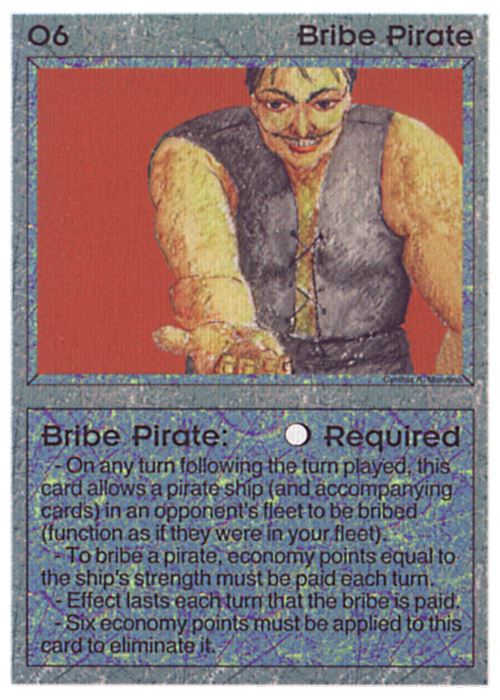 06 Bribe Pirate
Cynthia A.
Bribe Pirate: Required
- On any turn following the turn played, this
card allows a pirate ship (and accompanying
cards) in an opponent's fleet to be bribed
(function as if they were in your fleet).
- To bribe a pirate, economy points equal to
the ship's strength must be paid each turn.
- Effect lasts each turn that the bribe is paid.
- Six economy points must be applied to this
card to eliminate it.